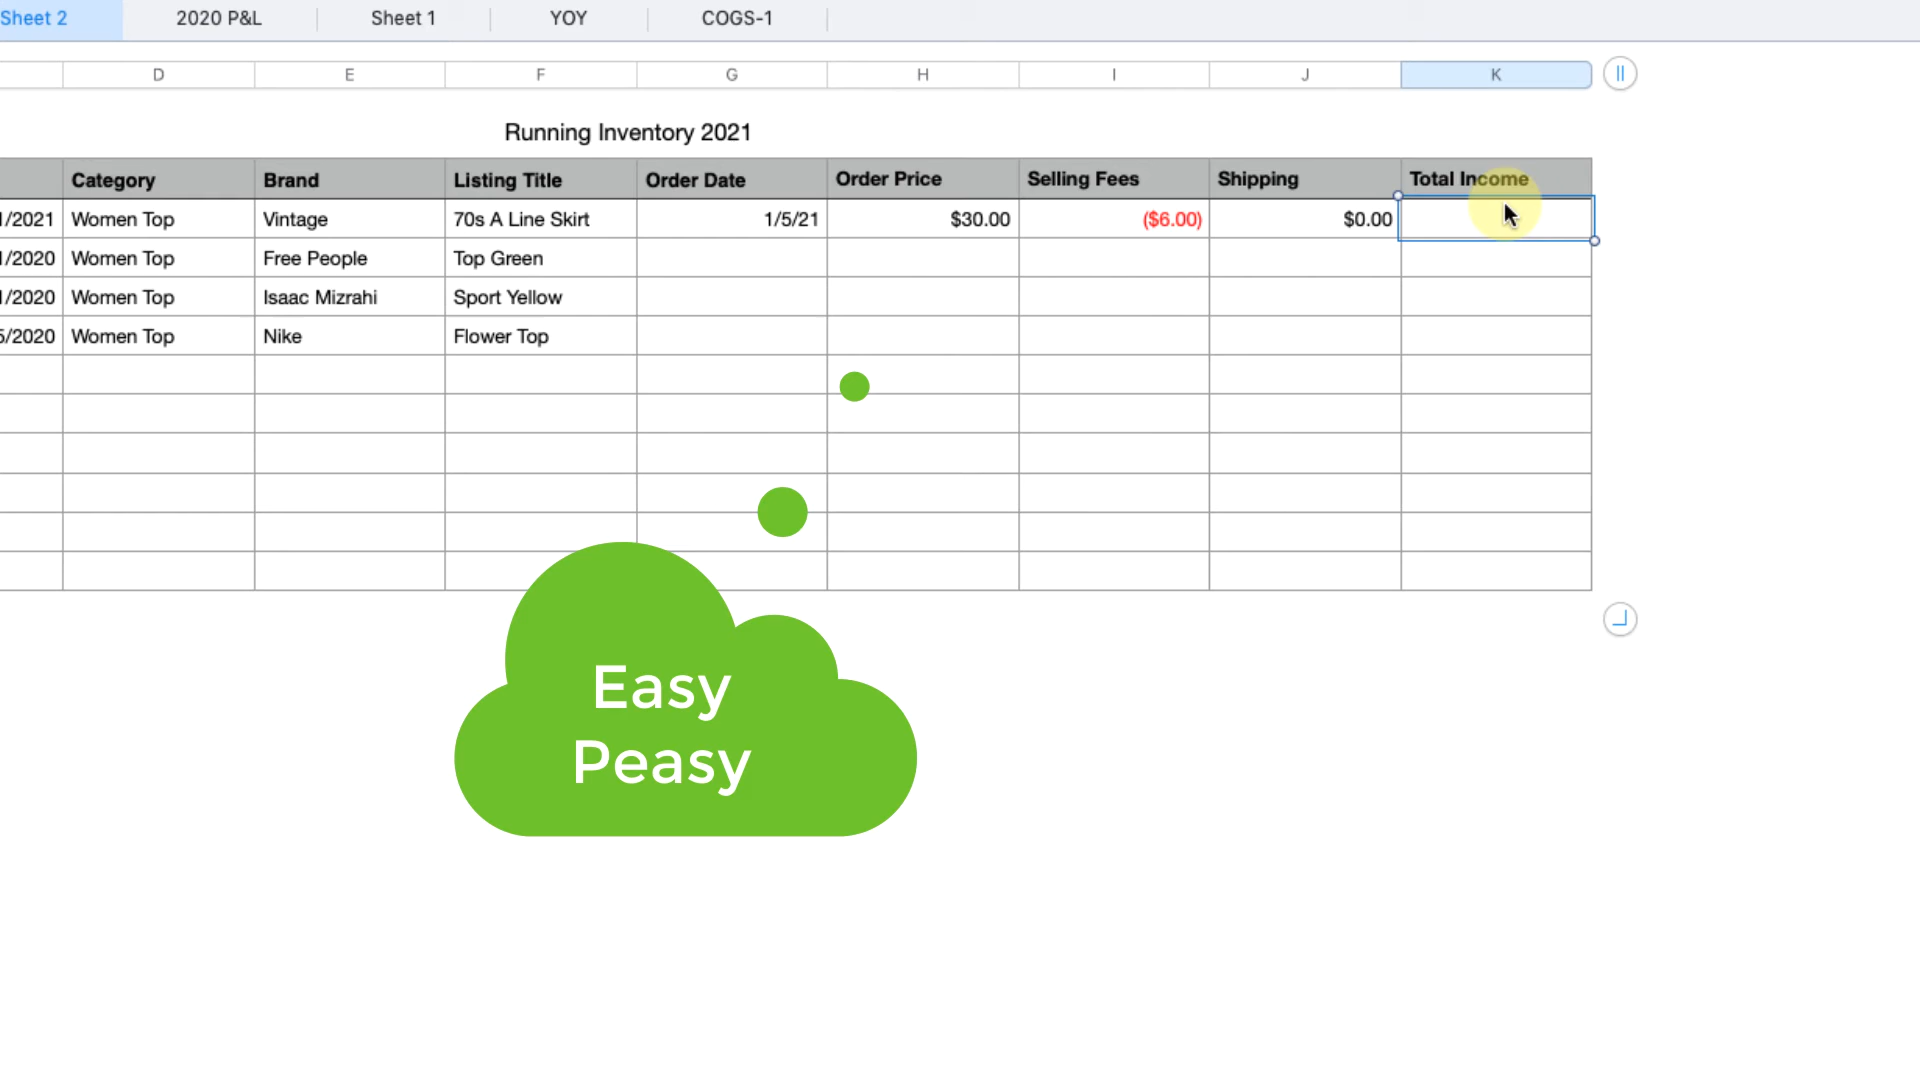 Sheet 2 2020 P&L Sheet 1 YOY COGS-1
D E F G H I J K
Running Inventory 2021
Category Brand Listing Title Order Date Order Price Selling Fees Shipping Total Income
1/2021 Women Top Vintage 70s A Line Skirt 1/5/21 $30.00 ($6.00) $0.00
/2020 Women Top Free People Top Green
/2020 Women Top Isaac Mizrahi Sport Yellow
5/2020 Women Top Nike Flower Top
Easy
Peasy